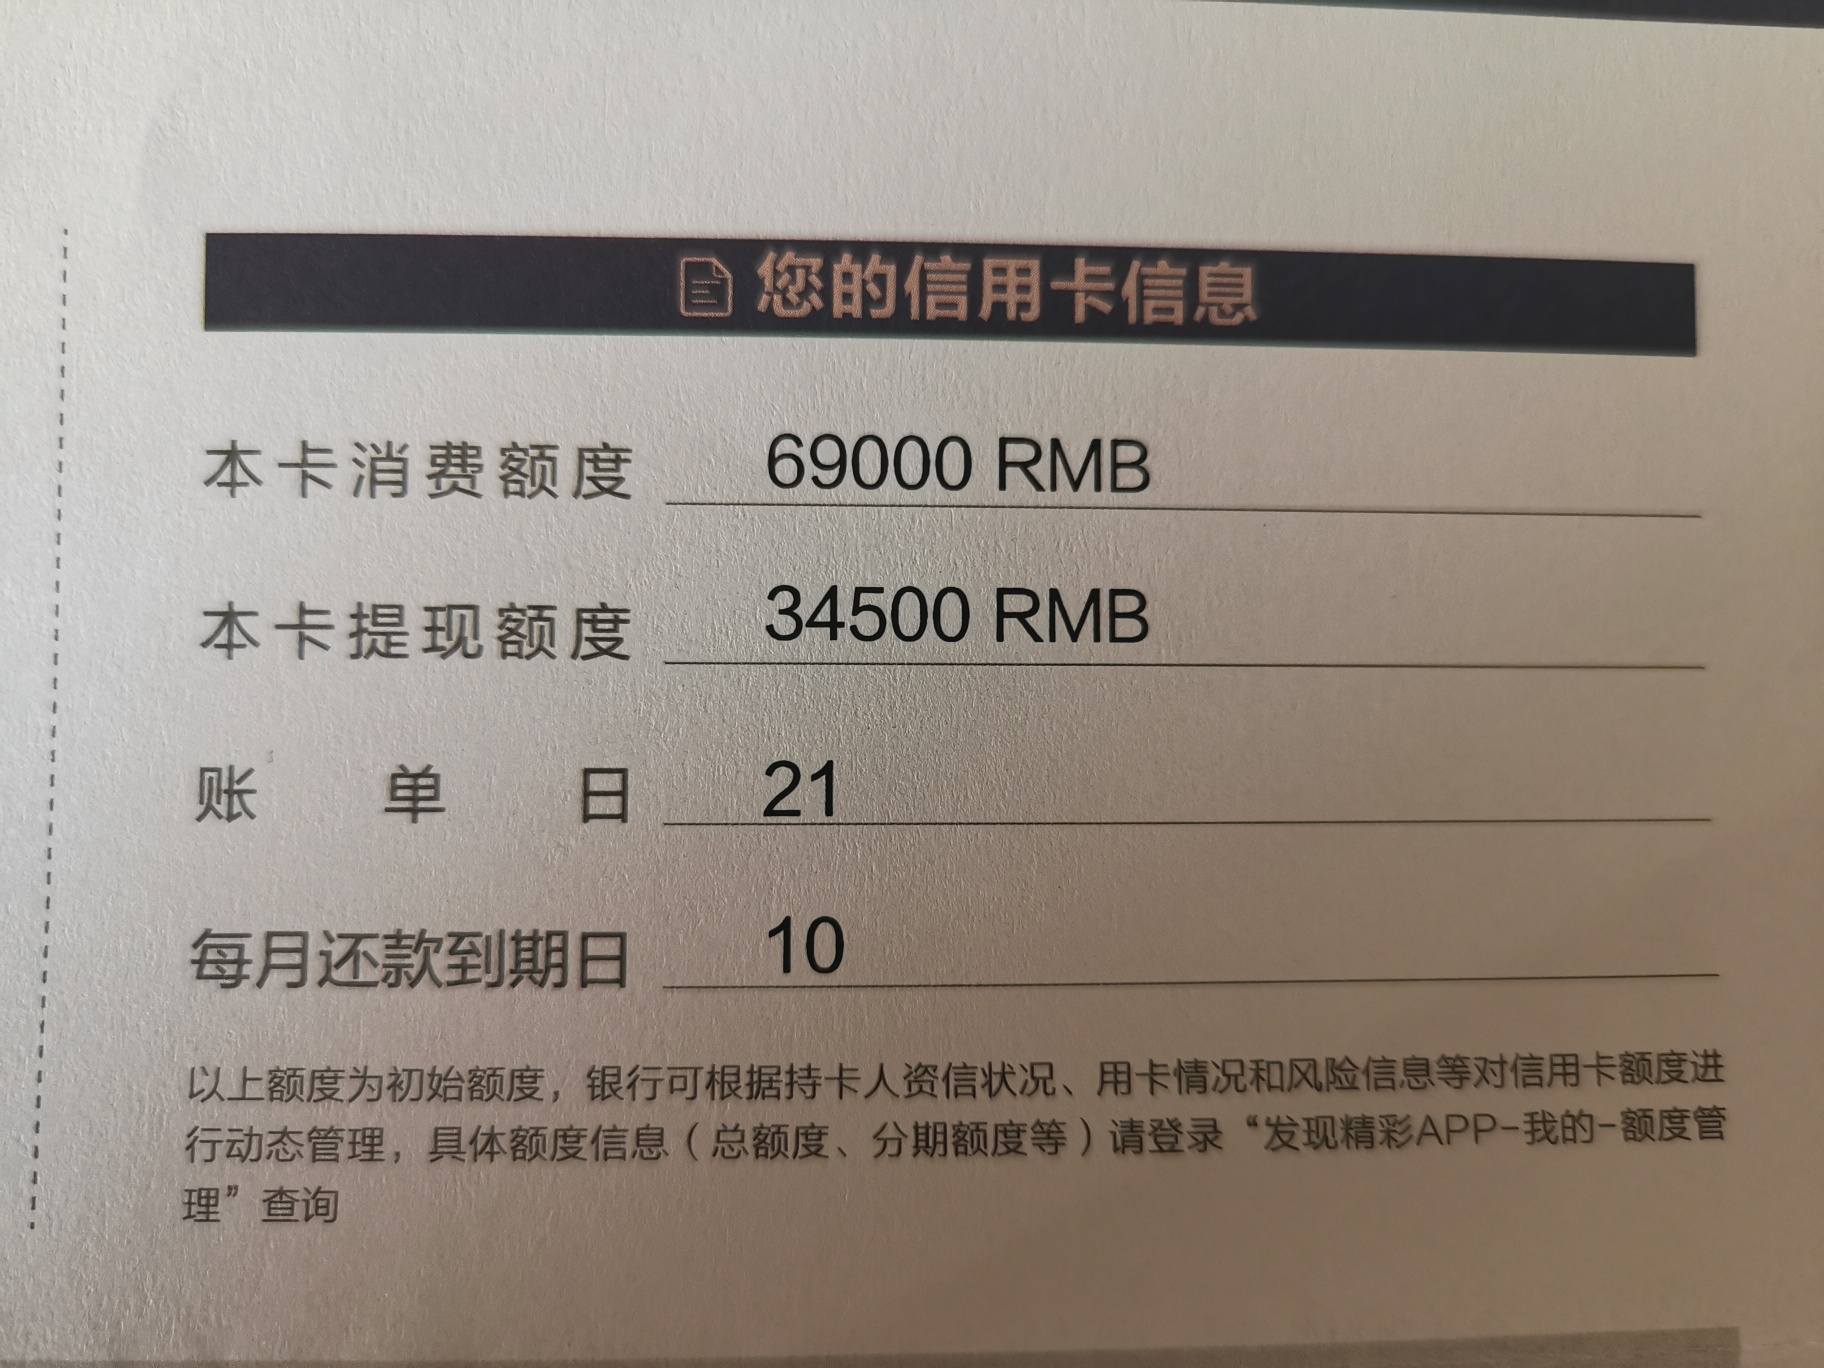 您的信用卡信息
本卡消费额度 69000 RMB
本卡提现额度 34500 RMB
账单日 21
每月还款到期日 10
以上额度为初始额度，银行可根据持卡人资信状况、用卡情况和风险信息等对信用卡额度进
行动态管理，具体额度信息（总额度、分期额度等）请登录“发现精彩APP-我的-额度管
理”查询